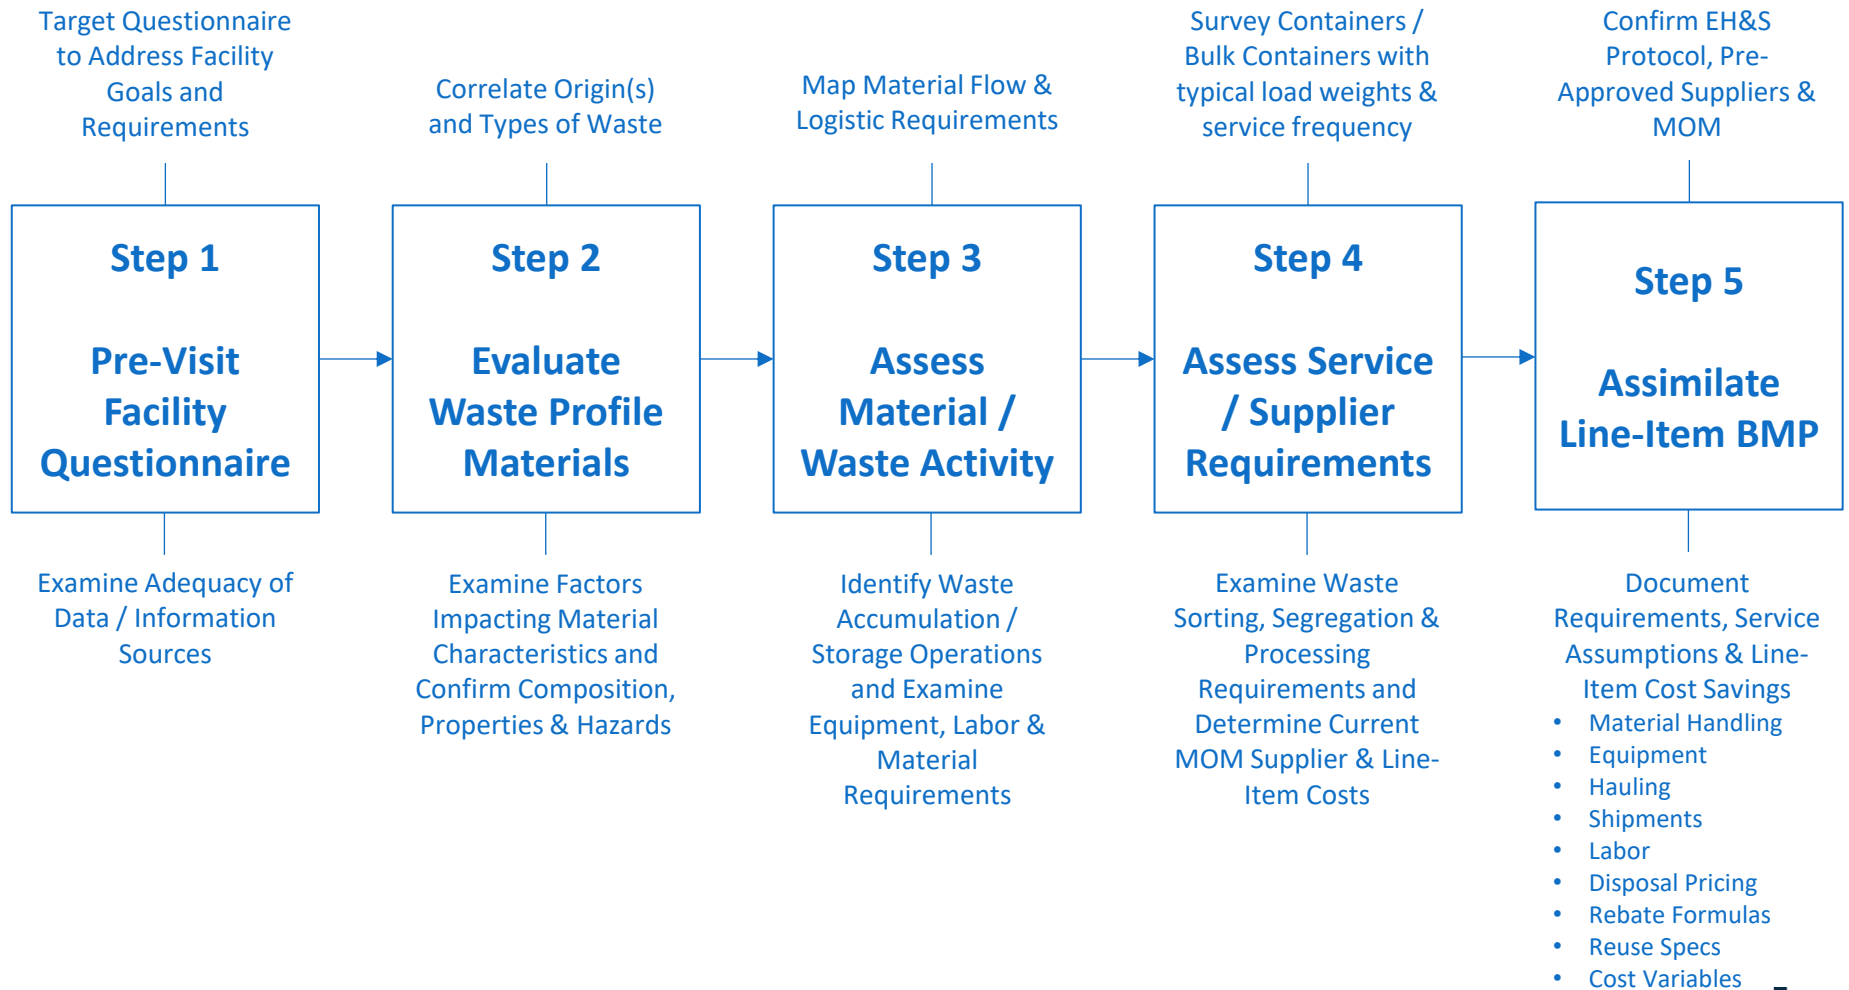 Target Questionnaire
to Address Facility
Goals and
Requirements
Step 1
Pre-Visit
Facility
Questionnaire
Examine Adequacy of
Data / Information
Sources
Correlate Origin(s)
and Types of Waste
Step 2
Evaluate
Waste Profile
Materials
Examine Factors
Impacting Material
Characteristics and
Confirm Composition,
Properties & Hazards
Map Material Flow &
Logistic Requirements
Step 3
Assess
Material /
Waste Activity
Identify Waste
Accumulation /
Storage Operations
and Examine
Equipment, Labor &
Material
Requirements
Survey Containers /
Bulk Containers with
typical load weights &
service frequency
Step 4
Assess Service
/ Supplier
Requirements
Examine Waste
Sorting, Segregation &
Processing
Requirements and
Determine Current
MOM Supplier & Line-
Item Costs
Confirm EH&S
Protocol, Pre-
Approved Suppliers &
MOM
Step 5
Assimilate
Line-Item BMP
Document
Requirements, Service
Assumptions & Line-
Item Cost Savings
• Material Handling
• Equipment
• Hauling
• Shipments
• Labor
• Disposal Pricing
• Rebate Formulas
• Reuse Specs
• Cost Variables